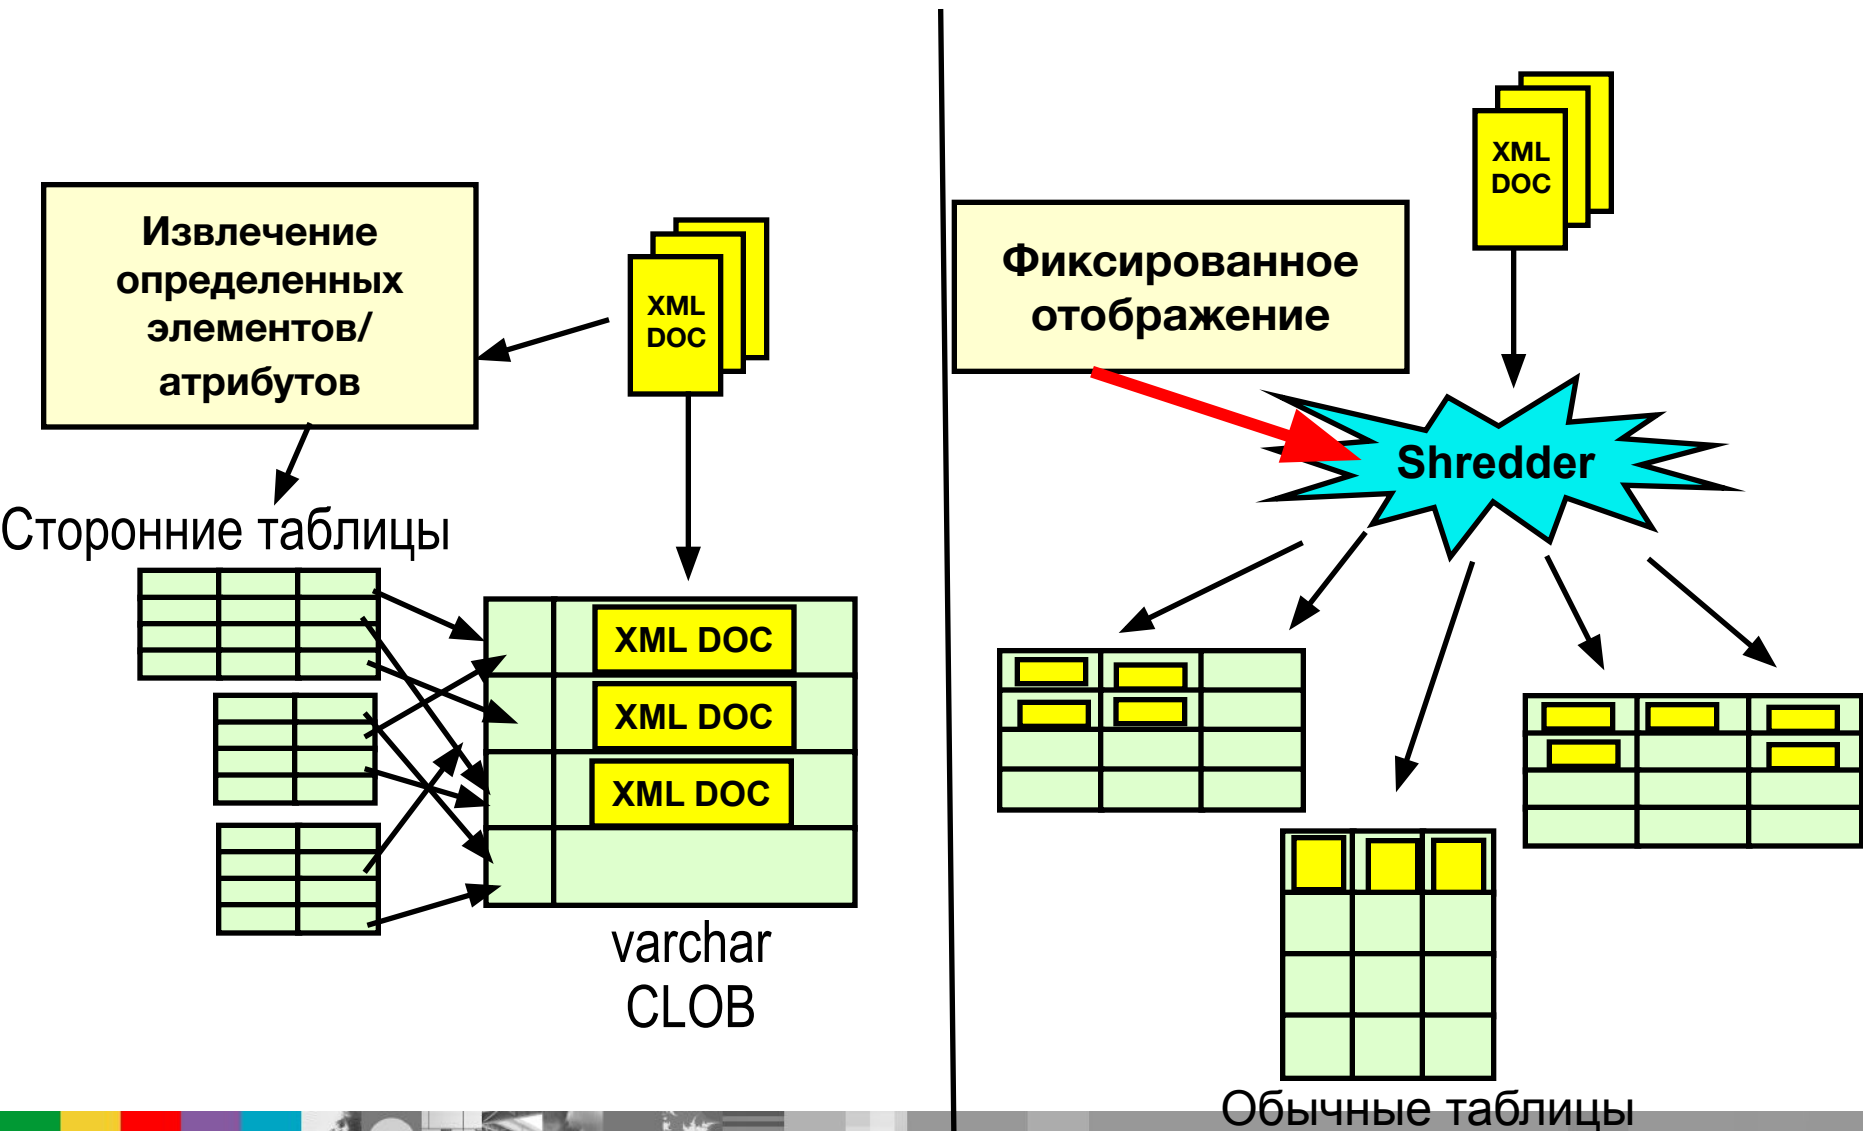 Извлечение
определенных
элементов/
атрибутов
XML
DOC
Сторонние таблицы
XML DOC
XML DOC
XML DOC
varchar
CLOB
XML
DOC
Фиксированное
отображение
Shredder
Обычные таблицы